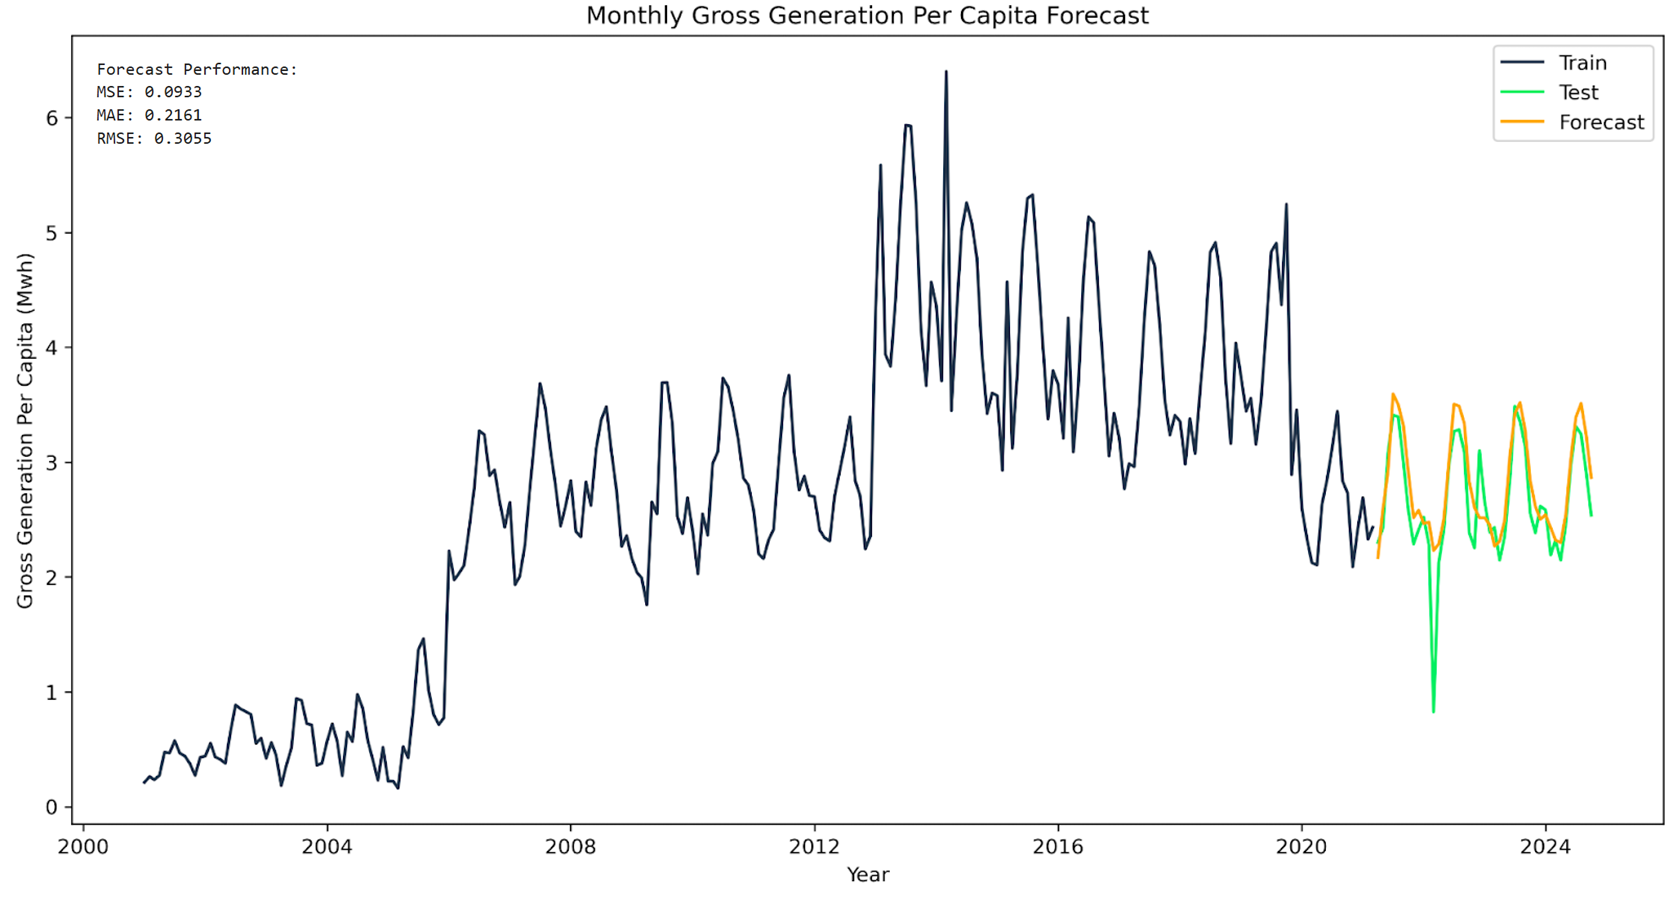 Monthly Gross Generation Per Capita Forecast
Forecast Performance:
MSE: 0.0933
MAE: 0.2161
RMSE: 0.3055
Train
Test
Forecast
Gross Generation Per Capita (Mwh)
6
5
4
3
2
1
0
2000
2004
2008
2012
2016
2020
2024
Year